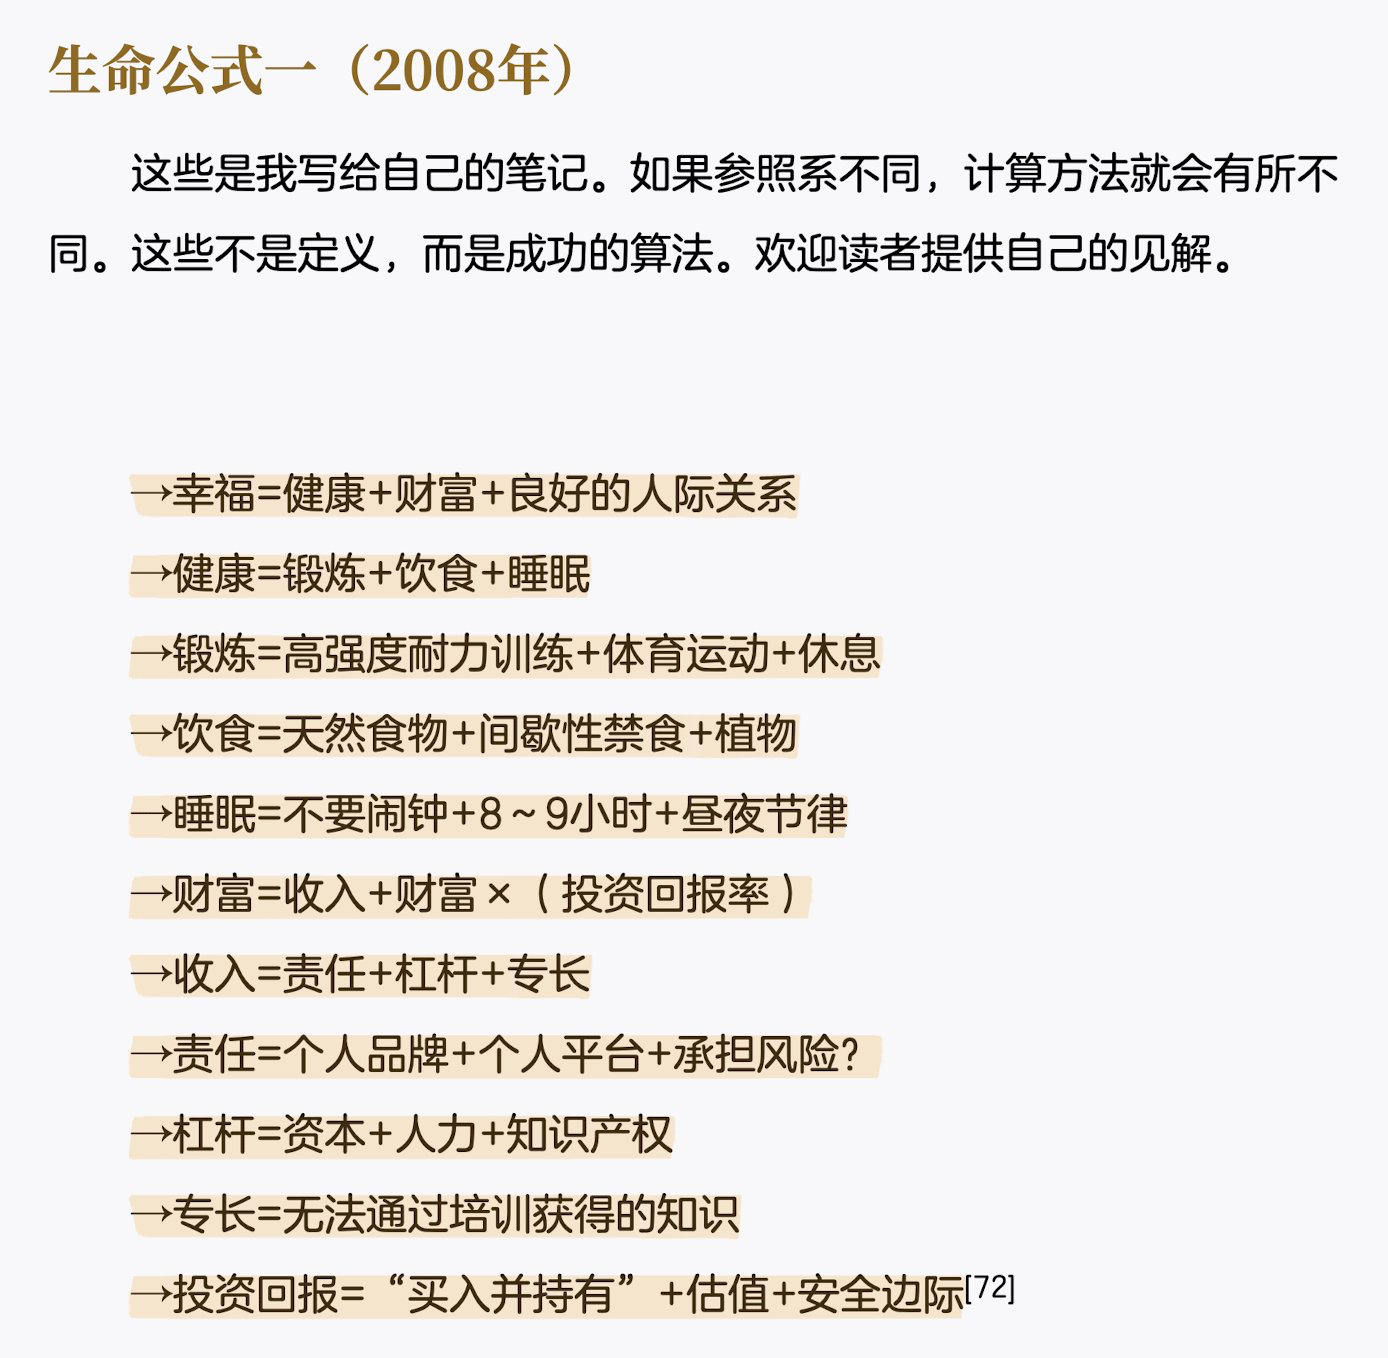 生命公式一（2008年）
这些是我写给自己的笔记。如果参照系不同，计算方法就会有所不
同。这些不是定义，而是成功的算法。欢迎读者提供自己的见解。
→幸福=健康+财富+良好的人际关系
→健康=锻炼+饮食+睡眠
→锻炼=高强度耐力训练+体育运动+休息
→饮食=天然食物+间歇性禁食+植物
→睡眠=不要闹钟+8～9小时+昼夜节律
→财富=收入+财富×（投资回报率）
→收入=责任+杠杆+专长
→责任=个人品牌+个人平台+承担风险？
→杠杆=资本+人力+知识产权
→专长=无法通过培训获得的知识
→投资回报=“买入并持有”+估值+安全边际[72]